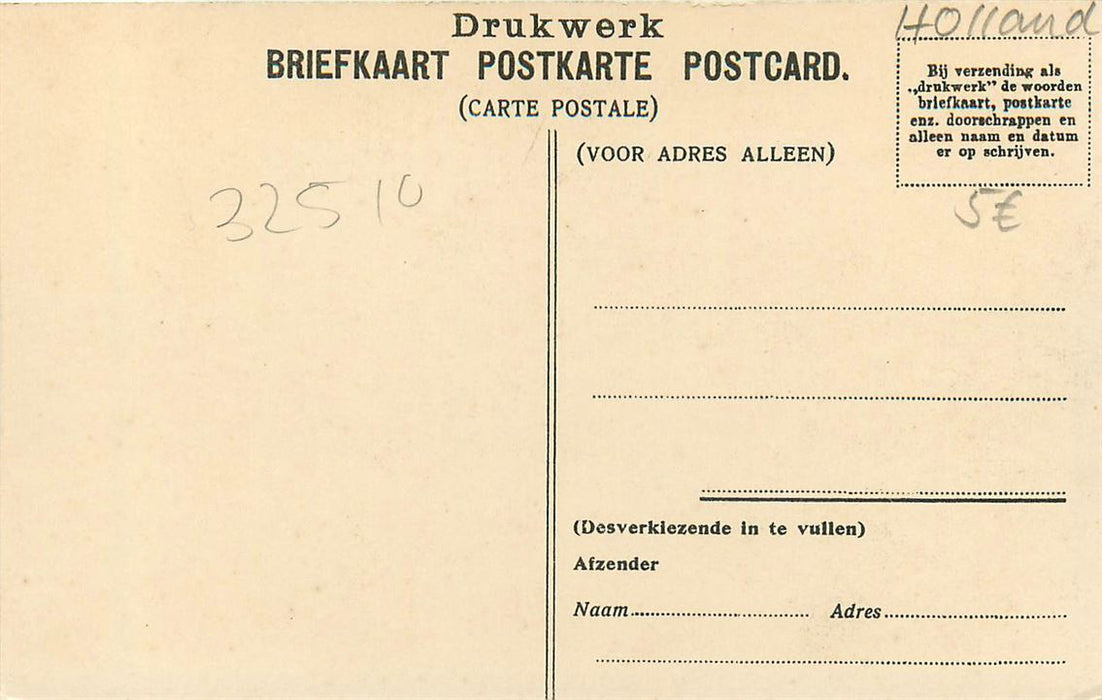 Drukwerk
BRIEFKAART POSTKARTE POSTCARD.
(CARTE POSTALE)
Holland
Bij verzending als
„drukwerk” de woorden
briefkaart, postkarte
enz. doorschrappen en
alleen naam en datum
er op schrijven.
5€
(VOOR ADRES ALLEEN)
32510
(Desverkiezende in te vullen)
Afzender
Naam
Adres